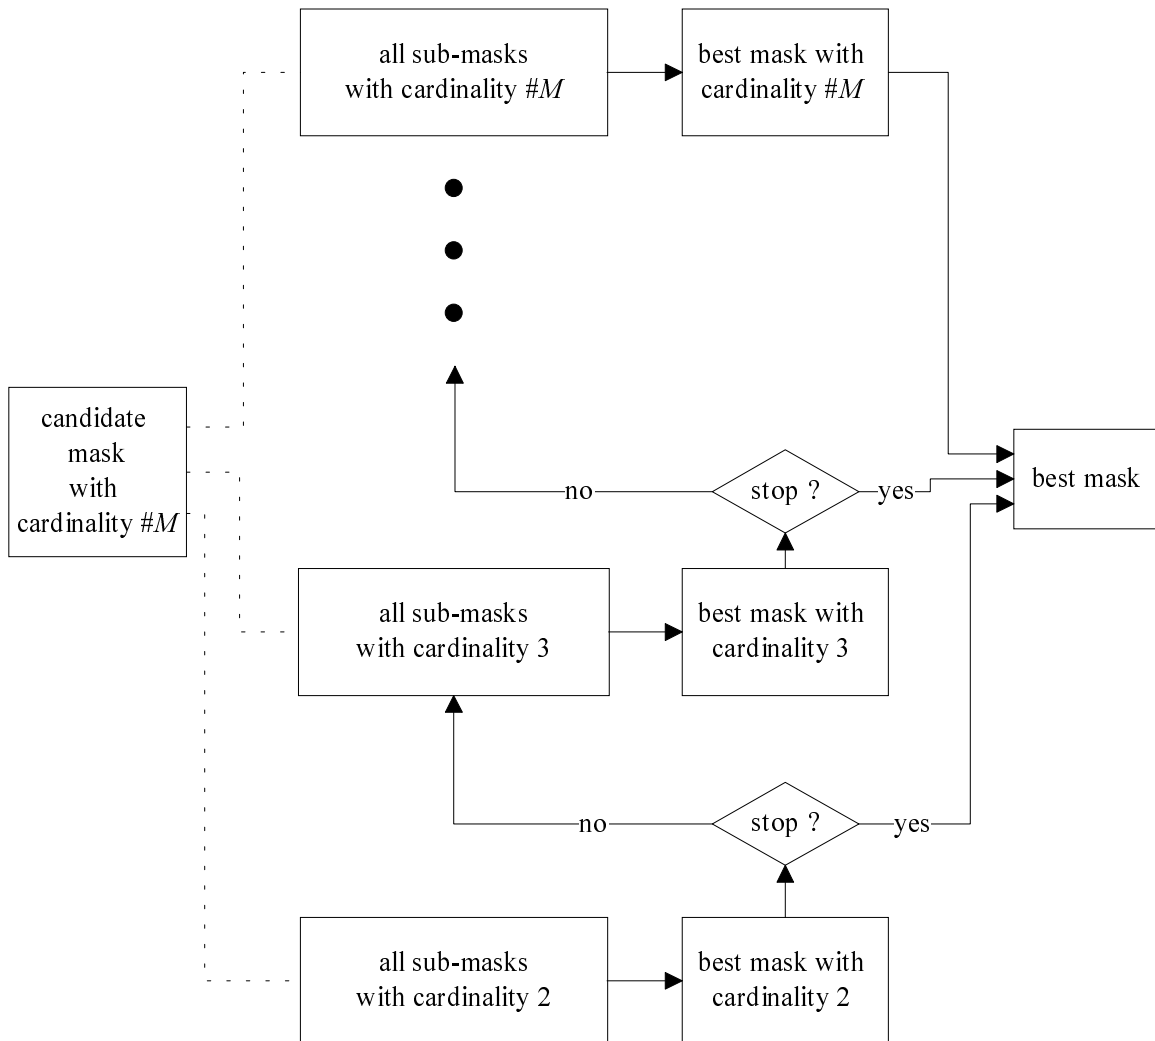 all sub-masks
with cardinality #M
best mask with
cardinality #M
candidate
mask
with
cardinality #M
no
stop ?
yes
best mask
all sub-masks
with cardinality 3
best mask with
cardinality 3
no
stop ?
yes
all sub-masks
with cardinality 2
best mask with
cardinality 2